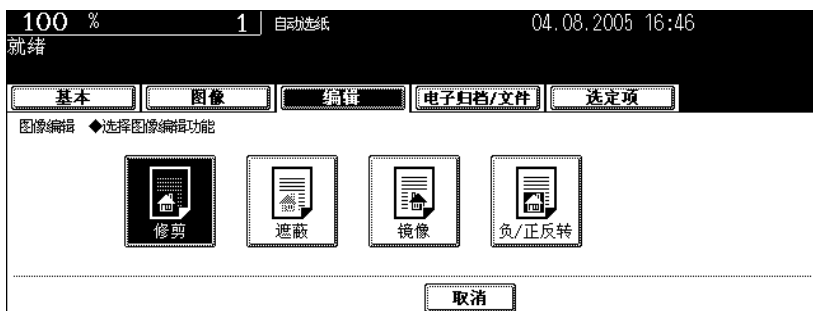 100 % 1 自动选纸 04.08.2005 16:46
就绪
基本 图像 编辑 电子归档/文件 选定项
图像编辑 ◆选择图像编辑功能
修剪 遮蔽 镜像 负/正反转
取消